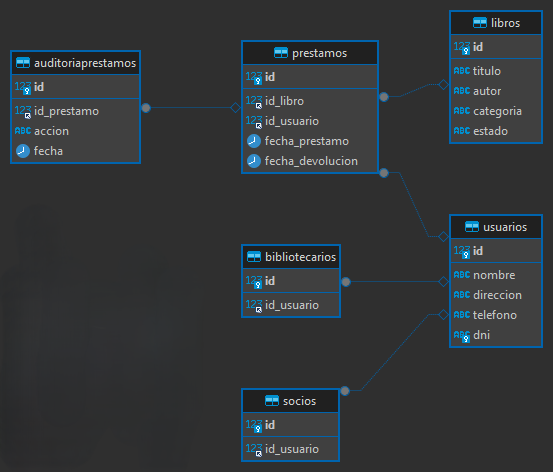 auditoriaprestamos
123 id
123 id_prestamo
ABC accion
fecha
prestamos
123 id
123 id_libro
123 id_usuario
fecha_prestamo
fecha_devolucion
libros
123 id
ABC titulo
ABC autor
ABC categoria
ABC estado
bibliotecarios
123 id
123 id_usuario
usuarios
123 id
ABC nombre
ABC direccion
ABC telefono
ABC dni
socios
123 id
123 id_usuario